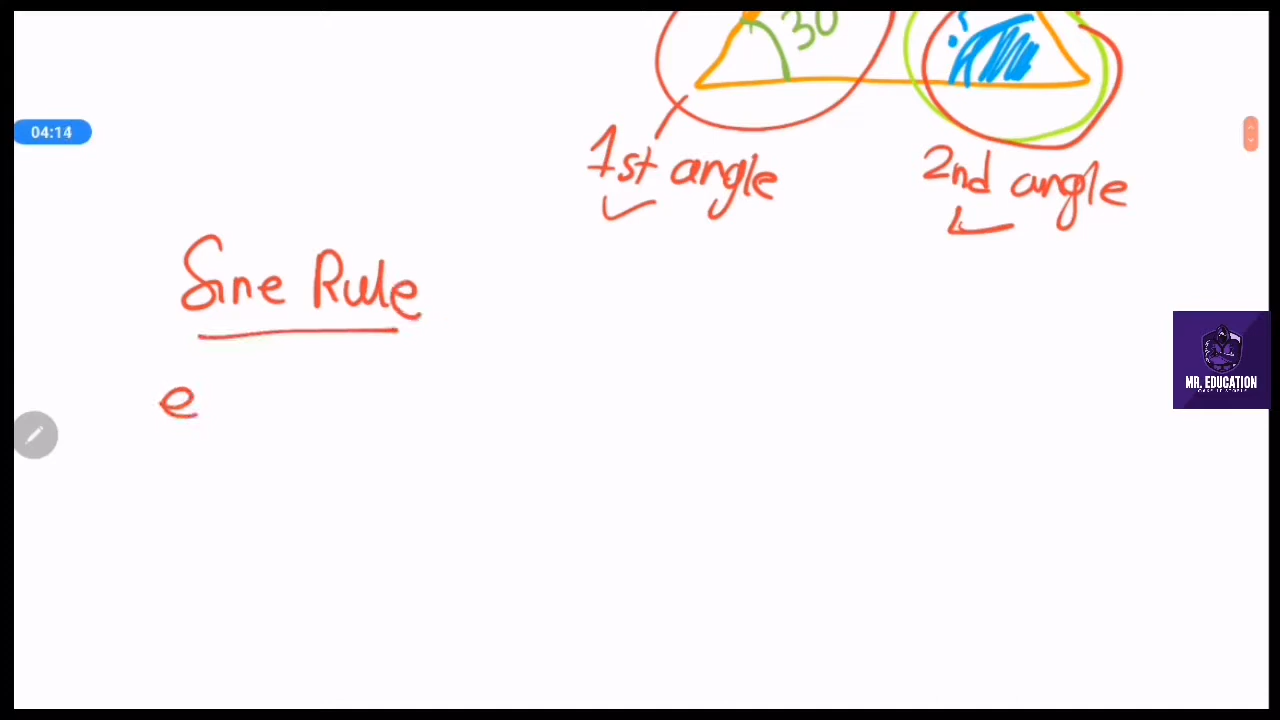 30
?
04:14
1st angle
2nd angle
Sine Rule
MR. EDUCATION
e